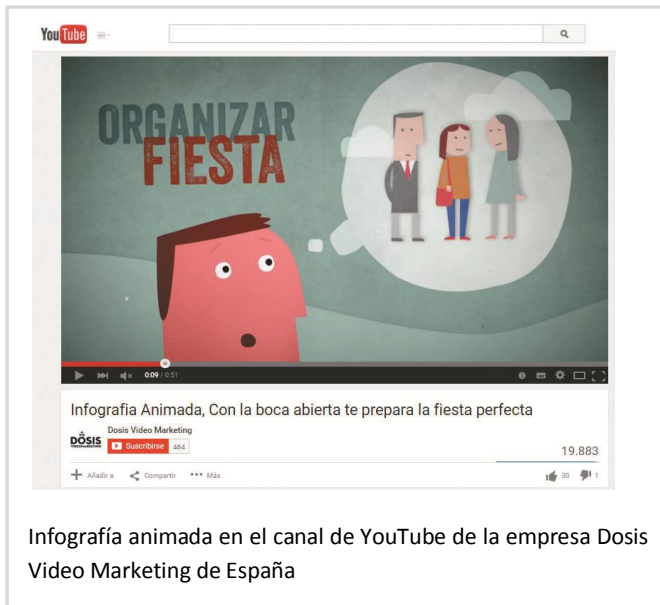 YouTube
ORGANIZAR
FIESTA
0:09 / 0:51
Infografia Animada, Con la boca abierta te prepara la fiesta perfecta
Dosis Video Marketing
DOSIS
VIDEOMARKETING
Suscribirse 464
19.883
Añadir a Compartir Más
30 1
Infografía animada en el canal de YouTube de la empresa Dosis
Video Marketing de España